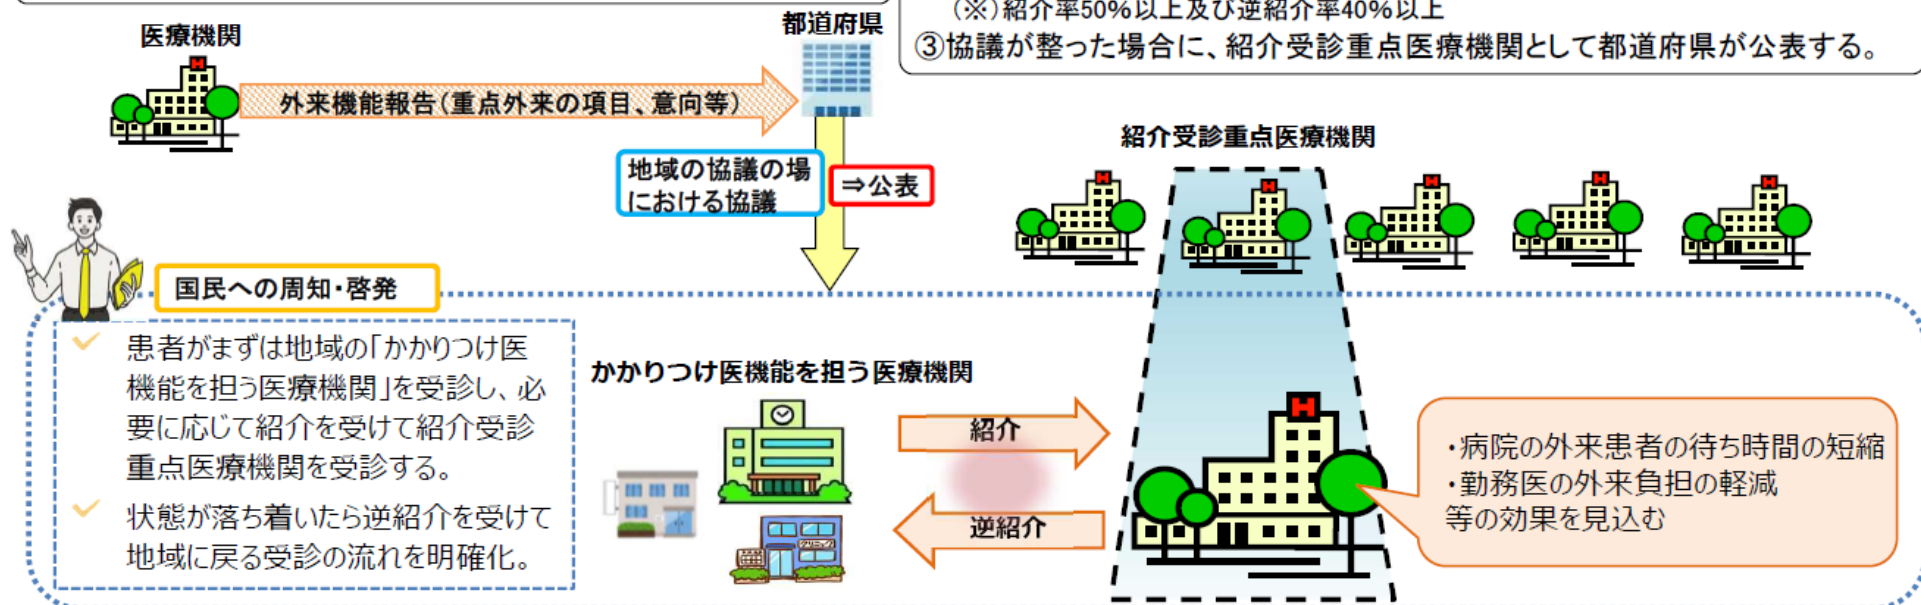 (※)紹介率50%以上及び逆紹介率40%以上
③協議が整った場合に、紹介受診重点医療機関として都道府県が公表する。
医療機関
都道府県
外来機能報告(重点外来の項目、意向等)
地域の協議の場
における協議
⇒公表
紹介受診重点医療機関
国民への周知・啓発
患者がまずは地域の「かかりつけ医
機能を担う医療機関」を受診し、必
要に応じて紹介を受けて紹介受診
重点医療機関を受診する。
状態が落ち着いたら逆紹介を受けて
地域に戻る受診の流れを明確化。
かかりつけ医機能を担う医療機関
紹介
逆紹介
クリニック
・病院の外来患者の待ち時間の短縮
・勤務医の外来負担の軽減
等の効果を見込む
H
H
H
H
H
H
H